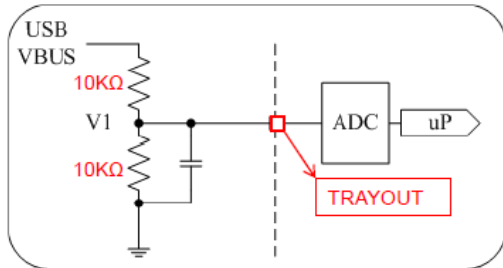 USB
VBUS
10KΩ
V1
10KΩ
ADC
uP
TRAYOUT